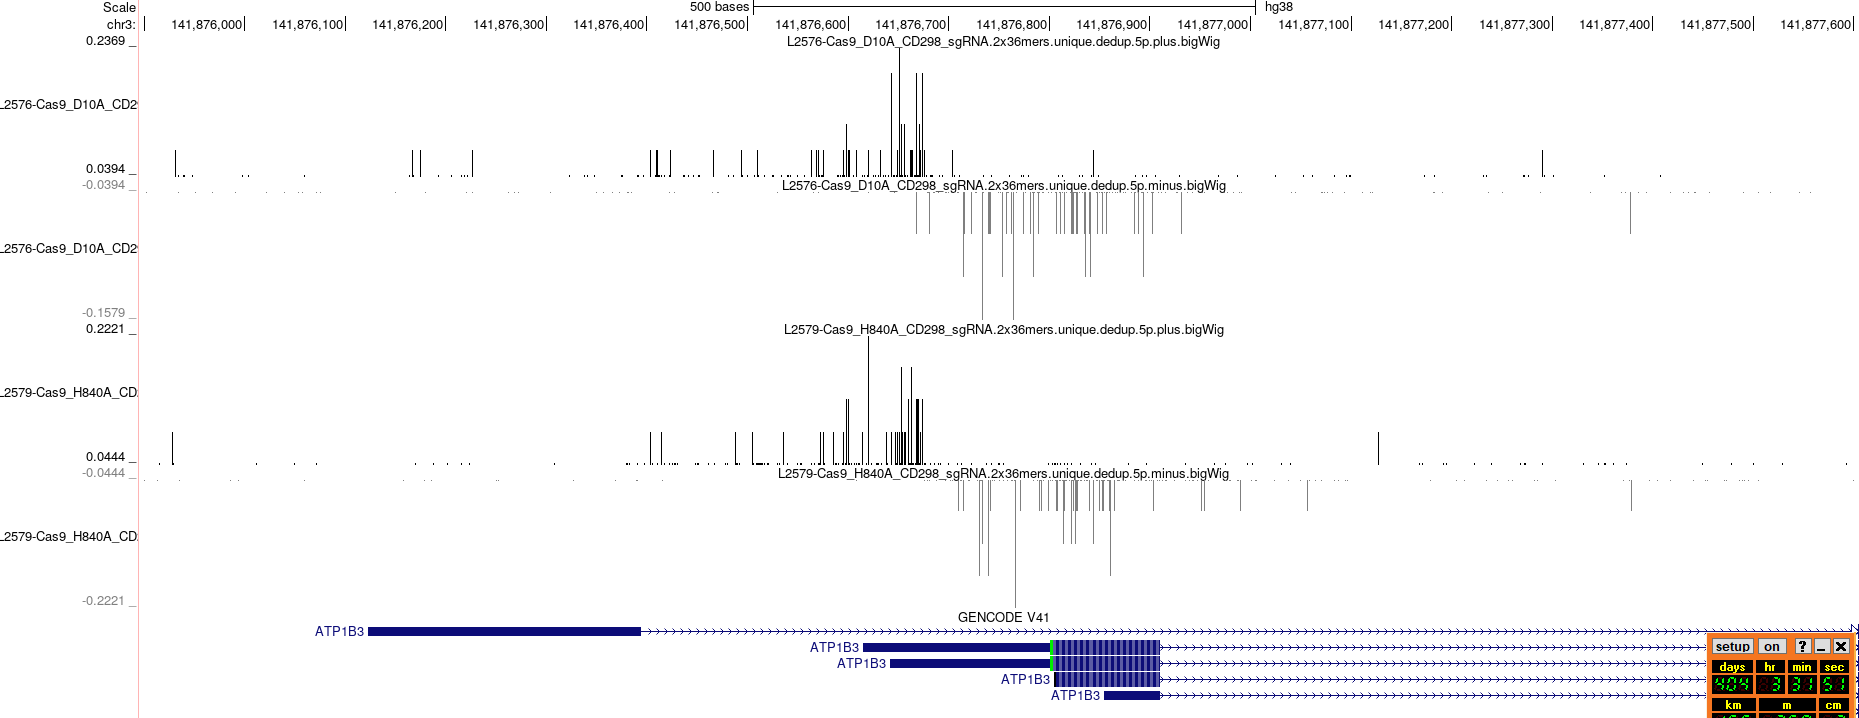 Scale 500 bases hg38
chr3: 141,876,000 141,876,100 141,876,200 141,876,300 141,876,400 141,876,500 141,876,600 141,876,700 141,876,800 141,876,900 141,877,000 141,877,100 141,877,200 141,877,300 141,877,400 141,877,500 141,877,600
0.2369 _ L2576-Cas9_D10A_CD298_sgRNA.2x36mers.unique.dedup.5p.plus.bigWig
L2576-Cas9_D10A_CD2
0.0394 _
-0.0394 _ L2576-Cas9_D10A_CD298_sgRNA.2x36mers.unique.dedup.5p.minus.bigWig
L2576-Cas9_D10A_CD2
-0.1579 _
0.2221 _ L2579-Cas9_H840A_CD298_sgRNA.2x36mers.unique.dedup.5p.plus.bigWig
L2579-Cas9_H840A_CD
0.0444 _
-0.0444 _ L2579-Cas9_H840A_CD298_sgRNA.2x36mers.unique.dedup.5p.minus.bigWig
L2579-Cas9_H840A_CD
-0.2221 _
GENCODE V41
ATP1B3
ATP1B3
ATP1B3
ATP1B3
ATP1B3
setup on ? _ X
days hr min sec
404 3 31 51
km m cm